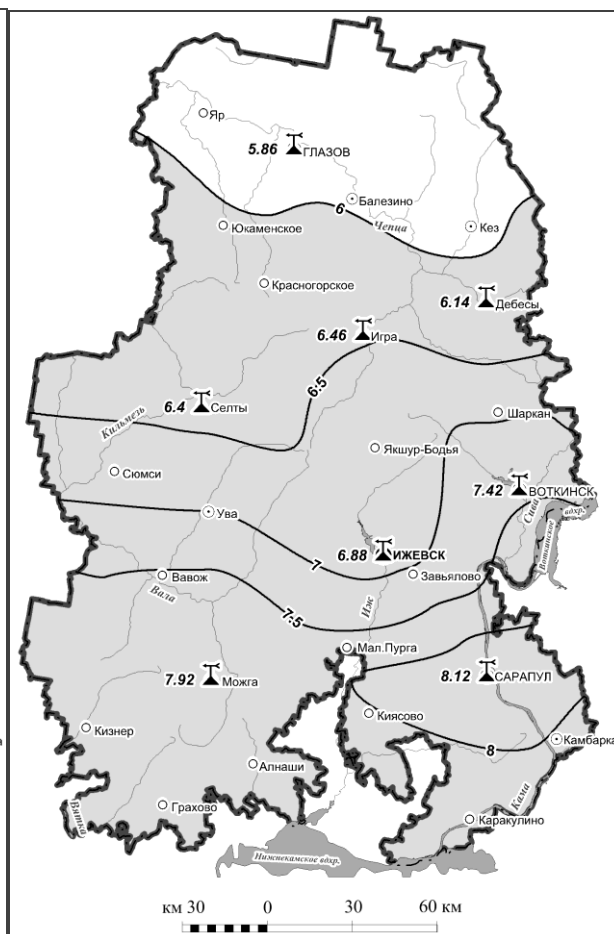 Яр
5.86 ГЛАЗОВ
Балезино
6
Юкаменское
Чепца
Кез
Красногорское
6.14 Дебесы
6.46 Игра
6.5
6.4 Селты
Шаркан
Кильмезь
Якшур-Бодья
Сюмси
7.42 ВОТКИНСК
Ува
Сива
Воткинское
вдхр.
6.88 ИЖЕВСК
7
Вавож
Завьялово
Вала
Иж
7.5
Мал.Пурга
7.92 Можга
8.12 САРАПУЛ
Киясово
Кизнер
8
Камбарка
Алнаши
Грахово
Вятка
Кама
Каракулино
Нижнекамское вдхр.
км 30 0 30 60 км